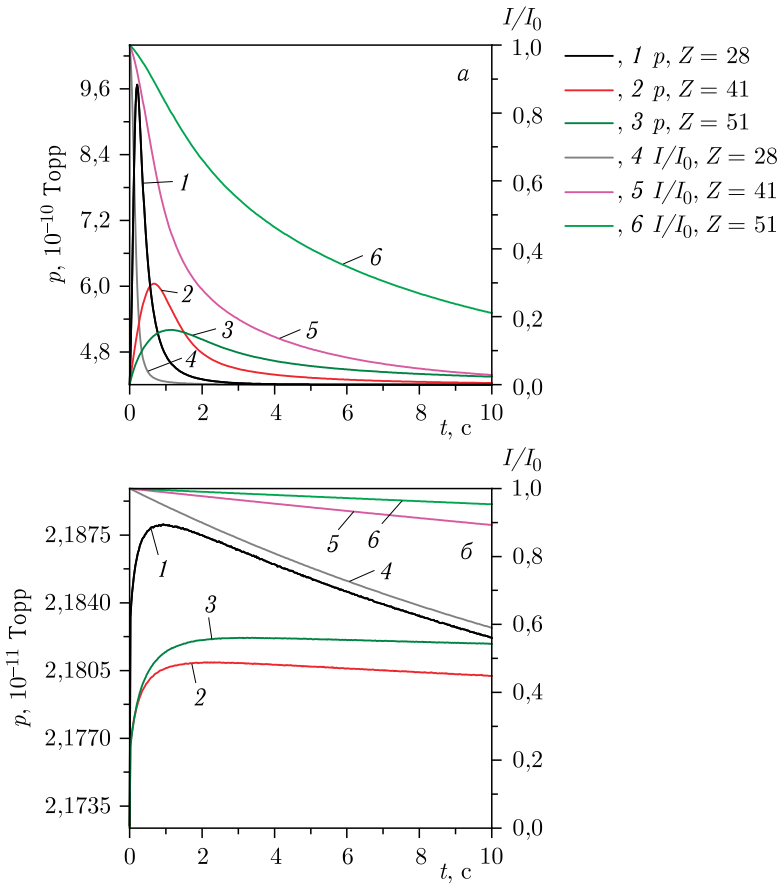 I/I0
1,0
a
9,6
0,8
8,4
1
0,6
p, 10–10 Торр
7,2
6
0,4
6,0
2
3
5
0,2
4,8
4
0,0
0 2 4 6 8 10
t, с
, 1 p, Z = 28
, 2 p, Z = 41
, 3 p, Z = 51
, 4 I/I0, Z = 28
, 5 I/I0, Z = 41
, 6 I/I0, Z = 51
I/I0
1,0
2,1875
5 6 б
0,8
1
4
2,1840
3
0,6
p, 10–11 Торр
2,1805
2
0,4
2,1770
0,2
2,1735
0,0
0 2 4 6 8 10
t, с